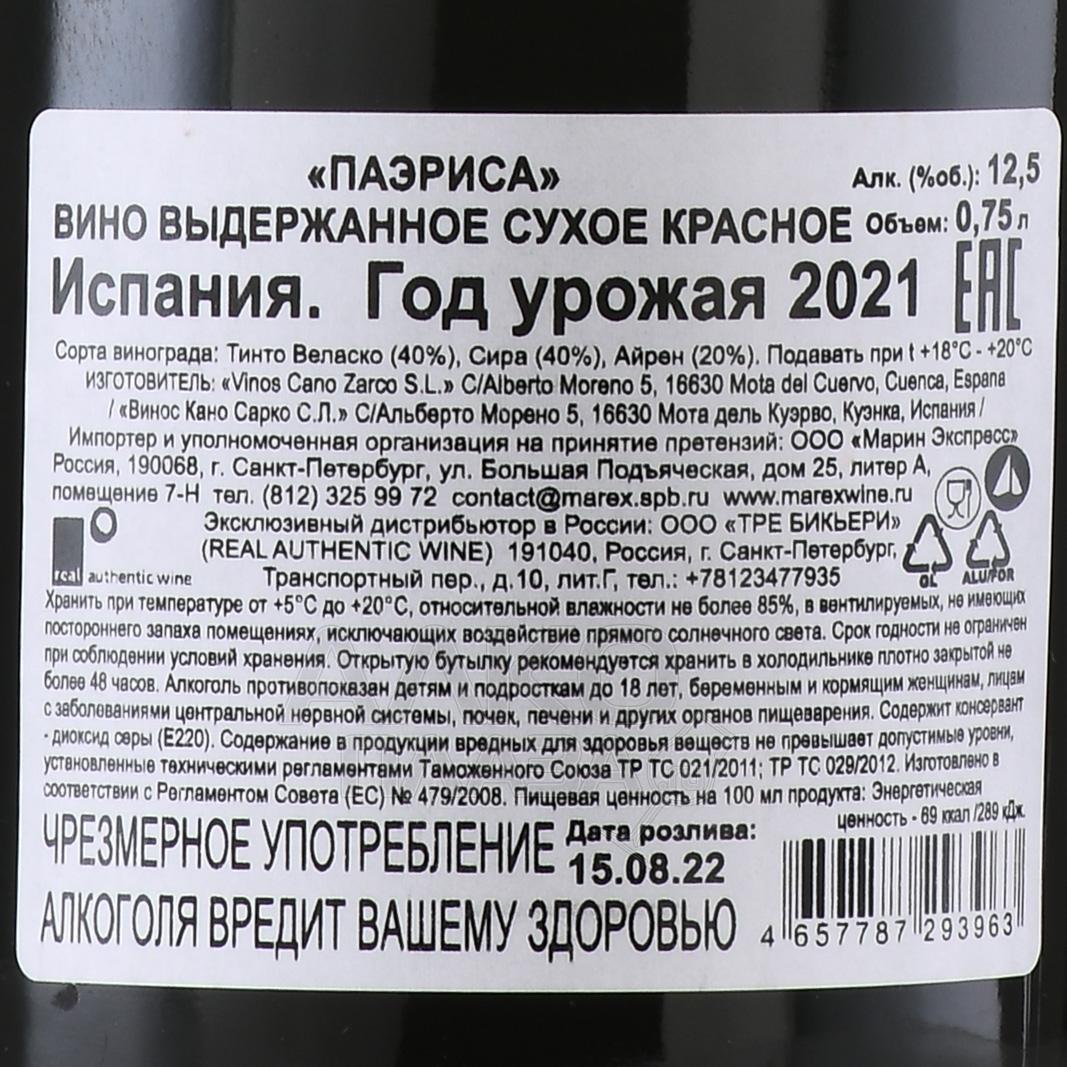 «ПАЭРИСА»
Алк. (%об.): 12,5
ВИНО ВЫДЕРЖАННОЕ СУХОЕ КРАСНОЕ
Объем: 0,75 л
Испания. Год урожая 2021
EAC
Сорта винограда: Тинто Веласко (40%), Сира (40%), Айрен (20%). Подавать при t +18°C - +20°C
ИЗГОТОВИТЕЛЬ: «Vinos Cano Zarco S.L.» C/Alberto Moreno 5, 16630 Mota del Cuervo, Cuenca, Espana
/ «Винос Кано Сарко С.Л.» С/Альберто Морено 5, 16630 Мота дель Куэрво, Куэнка, Испания /
Импортер и уполномоченная организация на принятие претензий: ООО «Марин Экспресс»
Россия, 190068, г. Санкт-Петербург, ул. Большая Подъяческая, дом 25, литер А,
помещение 7-Н тел. (812) 325 99 72 contact@marex.spb.ru www.marexwine.ru
Эксклюзивный дистрибьютор в России: ООО «ТРЕ БИКЬЕРИ»
(REAL AUTHENTIC WINE) 191040, Россия, г. Санкт-Петербург,
Транспортный пер., д.10, лит.Г, тел.: +78123477935
real authentic wine
GL
ALU/FOR
Хранить при температуре от +5°C до +20°C, относительной влажности не более 85%, в вентилируемых, не имеющих
постороннего запаха помещениях, исключающих воздействие прямого солнечного света. Срок годности не ограничен
при соблюдении условий хранения. Открытую бутылку рекомендуется хранить в холодильнике плотно закрытой не
более 48 часов. Алкоголь противопоказан детям и подросткам до 18 лет, беременным и кормящим женщинам, лицам
с заболеваниями центральной нервной системы, почек, печени и других органов пищеварения. Содержит консервант
- диоксид серы (Е220). Содержание в продукции вредных для здоровья веществ не превышает допустимые уровни,
установленные техническими регламентами Таможенного Союза ТР ТС 021/2011; ТР ТС 029/2012. Изготовлено в
соответствии с Регламентом Совета (ЕС) № 479/2008. Пищевая ценность на 100 мл продукта: Энергетическая
ценность - 69 ккал /289 кДж.
ЧРЕЗМЕРНОЕ УПОТРЕБЛЕНИЕ
Дата розлива:
15.08.22
АЛКОГОЛЯ ВРЕДИТ ВАШЕМУ ЗДОРОВЬЮ
4 657787 293963